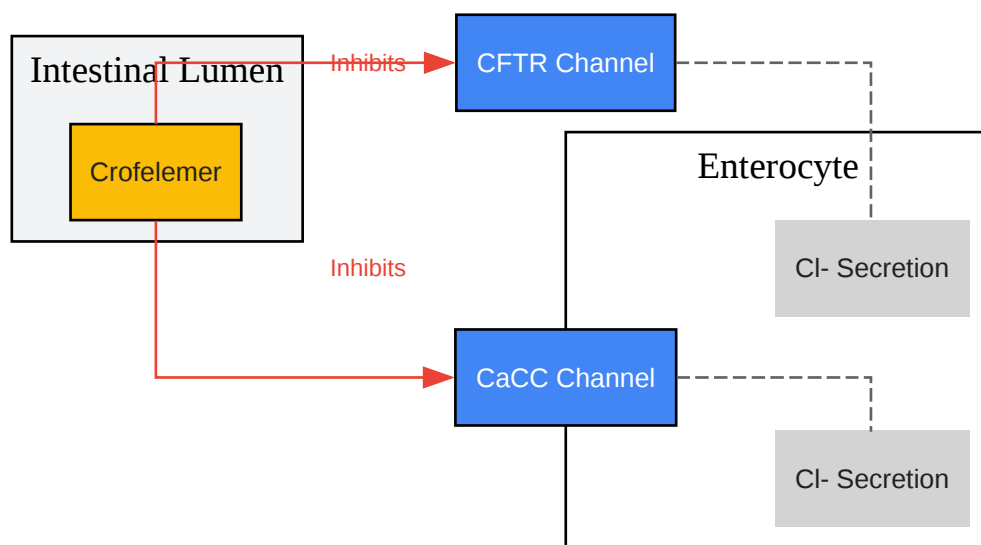 Intestinal Lumen
Inhibits
CFTR Channel
Crofelemer
Enterocyte
Cl- Secretion
Inhibits
CaCC Channel
Cl- Secretion